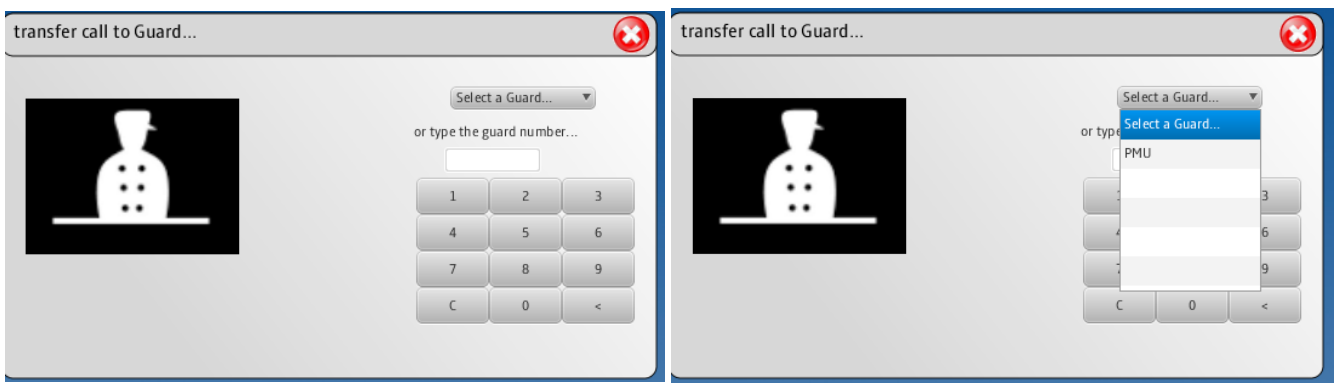 transfer call to Guard...
Select a Guard...
or type the guard number...
1 2 3
4 5 6
7 8 9
C 0 <
transfer call to Guard...
Select a Guard...
Select a Guard...
or type
PMU
3
6
9
C 0 <